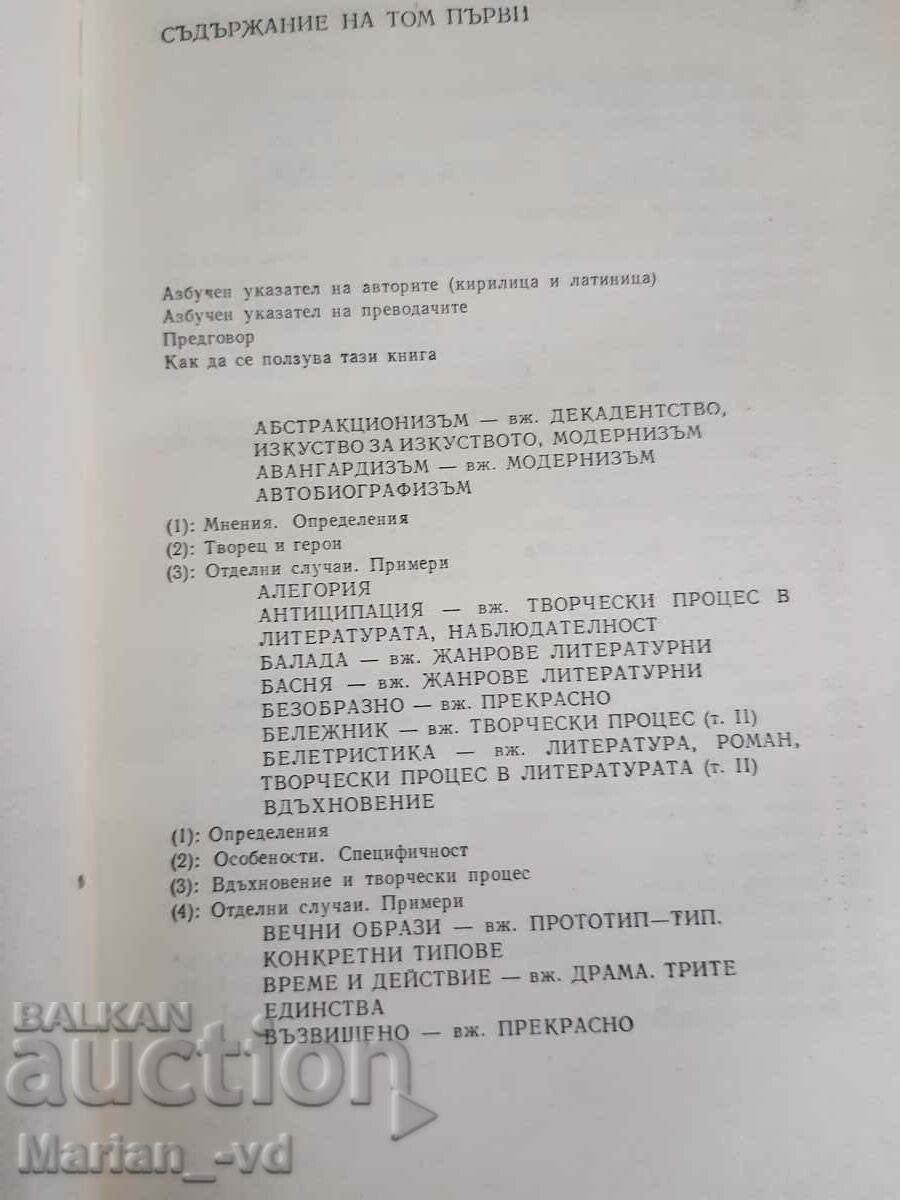 СЪДЪРЖАНИЕ НА ТОМ ПЪРВИ
Азбучен указател на авторите (кирилица и латиница)
Азбучен указател на преводачите
Предговор
Как да се ползува тази книга
АБСТРАКЦИОНИЗЪМ — вж. ДЕКАДЕНТСТВО,
ИЗКУСТВО ЗА ИЗКУСТВОТО, МОДЕРНИЗЪМ
АВАНГАРДИЗЪМ — вж. МОДЕРНИЗЪМ
АВТОБИОГРАФИЗЪМ
(1): Мнения. Определения
(2): Творец и герои
(3): Отделни случаи. Примери
АЛЕГОРИЯ
АНТИЦИПАЦИЯ — вж. ТВОРЧЕСКИ ПРОЦЕС В
ЛИТЕРАТУРАТА, НАБЛЮДАТЕЛНОСТ
БАЛАДА — вж. ЖАНРОВЕ ЛИТЕРАТУРНИ
БАСНЯ — вж. ЖАНРОВЕ ЛИТЕРАТУРНИ
БЕЗОБРАЗНО — вж. ПРЕКРАСНО
БЕЛЕЖНИК — вж. ТВОРЧЕСКИ ПРОЦЕС (т. II)
БЕЛЕТРИСТИКА — вж. ЛИТЕРАТУРА, РОМАН,
ТВОРЧЕСКИ ПРОЦЕС В ЛИТЕРАТУРАТА (т. II)
ВДЪХНОВЕНИЕ
(1): Определения
(2): Особености. Специфичност
(3): Вдъхновение и творчески процес
(4): Отделни случаи. Примери
ВЕЧНИ ОБРАЗИ — вж. ПРОТОТИП—ТИП.
КОНКРЕТНИ ТИПОВЕ
ВРЕМЕ И ДЕЙСТВИЕ — вж. ДРАМА. ТРИТЕ
ЕДИНСТВА
ВЪЗВИШЕНО — вж. ПРЕКРАСНО
BALKAN
auction
Marian_-vd